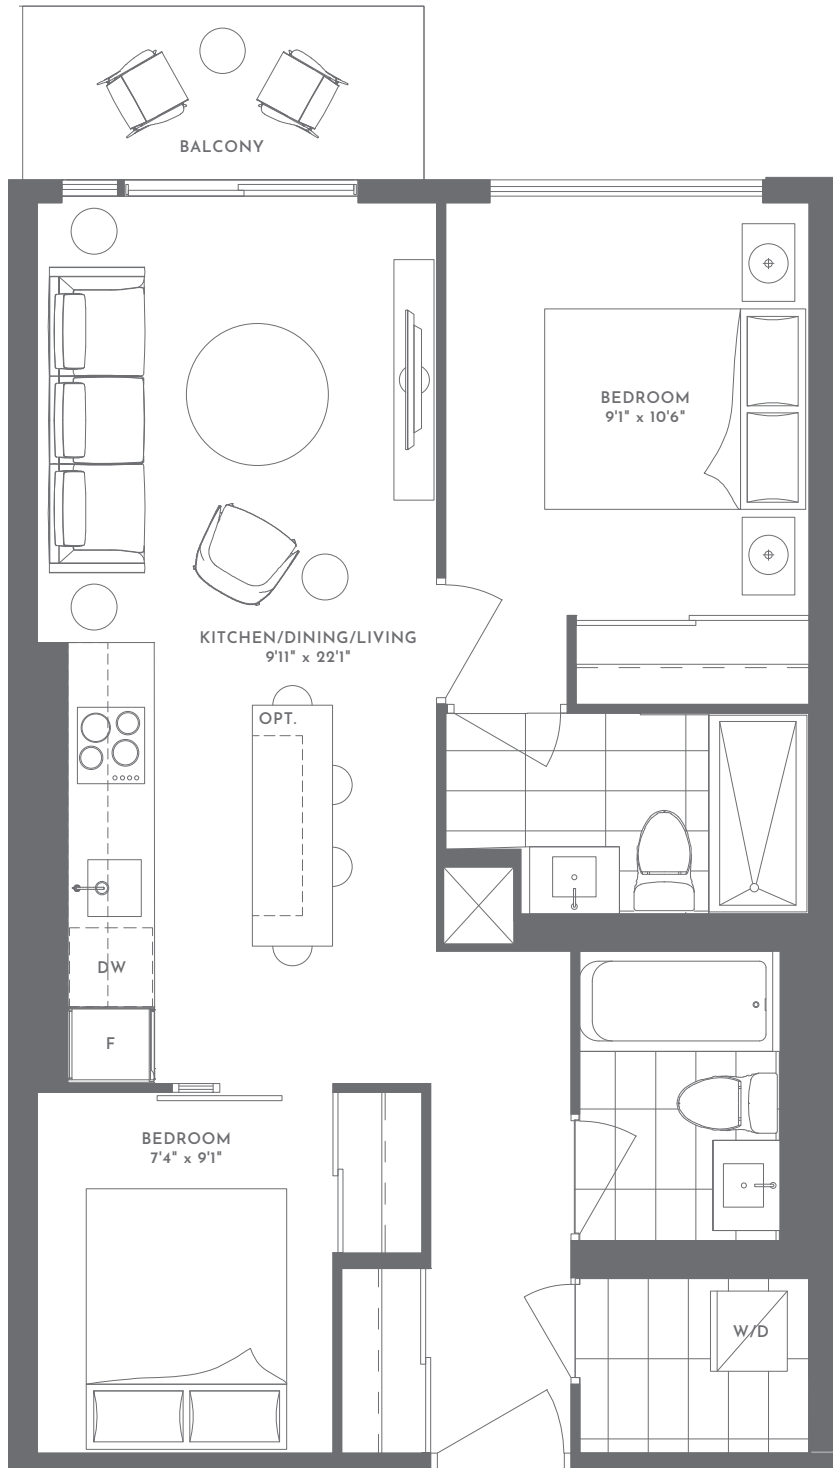 BALCONY
BEDROOM
9'1" x 10'6"
KITCHEN/DINING/LIVING
9'11" x 22'1"
OPT.
DW
F
BEDROOM
7'4" x 9'1"
W/D